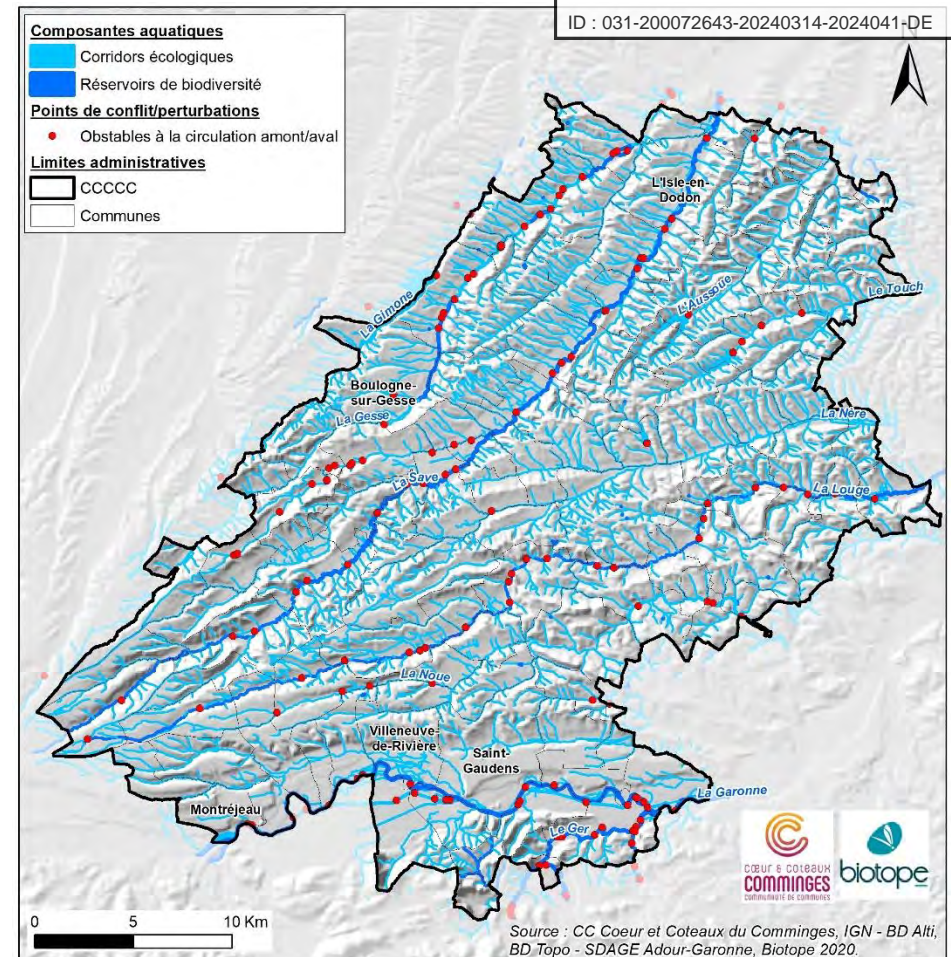 ID : 031-200072643-20240314-2024041-DE
Composantes aquatiques
Corridors écologiques
Réservoirs de biodiversité
Points de conflit/perturbations
Obstables à la circulation amont/aval
Limites administratives
CCCCC
Communes
N
L'Isle-en-
Dodon
La Gimone
L'Aussoue
Le Touch
Boulogne-
sur-Gesse
La Gesse
La Nère
La Save
La Louge
La Noue
Villeneuve-
de-Rivière
Saint-
Gaudens
Montréjeau
La Garonne
Le Ger
cœur & coteaux
COMMINGES
COMMUNAUTÉ DE COMMUNES
biotope
0 5 10 Km
Source : CC Coeur et Coteaux du Comminges, IGN - BD Alti,
BD Topo - SDAGE Adour-Garonne, Biotope 2020.